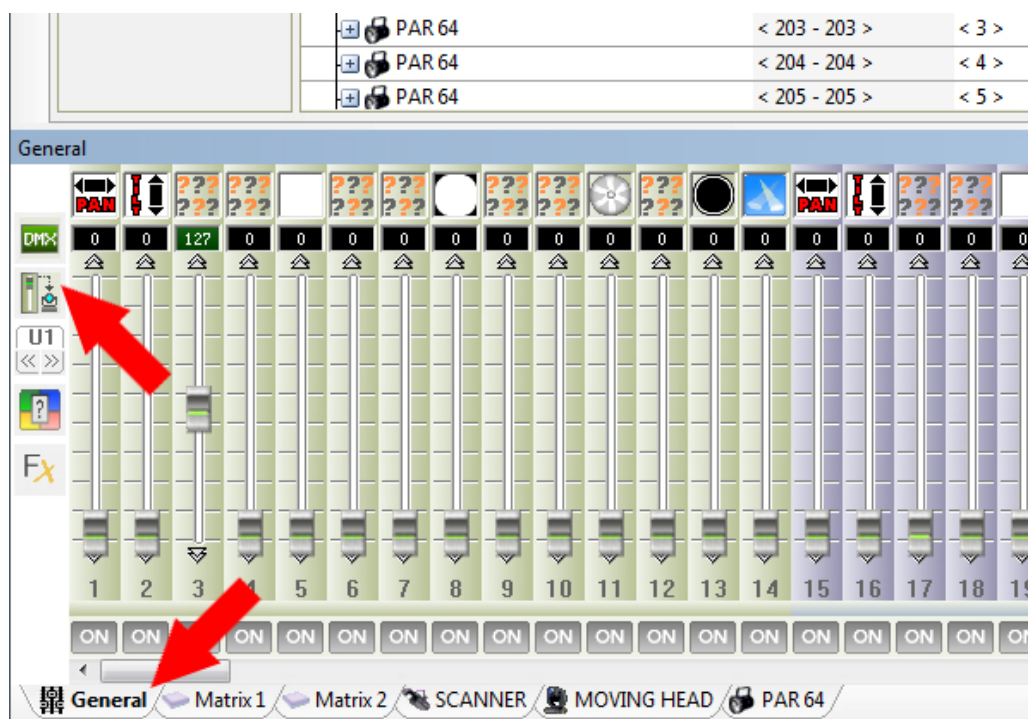 PAR 64 < 203 - 203 > < 3 >
PAR 64 < 204 - 204 > < 4 >
PAR 64 < 205 - 205 > < 5 >
General
PAN ??? ??? ??? ??? ??? ??? ??? PAN ??? ???
??? ??? ??? ??? ??? ??? ??? ??? ???
DMX 0 0 127 0 0 0 0 0 0 0 0 0 0 0 0 0 0 0 0
U1
?
Fx
1 2 3 4 5 6 7 8 9 10 11 12 13 14 15 16 17 18
ON ON ON ON ON ON ON ON ON ON ON ON ON ON ON ON
General Matrix 1 Matrix 2 SCANNER MOVING HEAD PAR 64